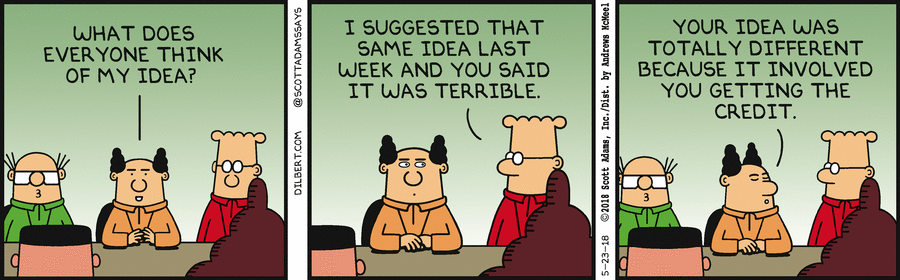 WHAT DOES
EVERYONE THINK
OF MY IDEA?
DILBERT.COM @SCOTTADAMSSAYS
I SUGGESTED THAT
SAME IDEA LAST
WEEK AND YOU SAID
IT WAS TERRIBLE.
5-23-18 ©2018 Scott Adams, Inc./Dist. by Andrews McMeel
YOUR IDEA WAS
TOTALLY DIFFERENT
BECAUSE IT INVOLVED
YOU GETTING THE
CREDIT.